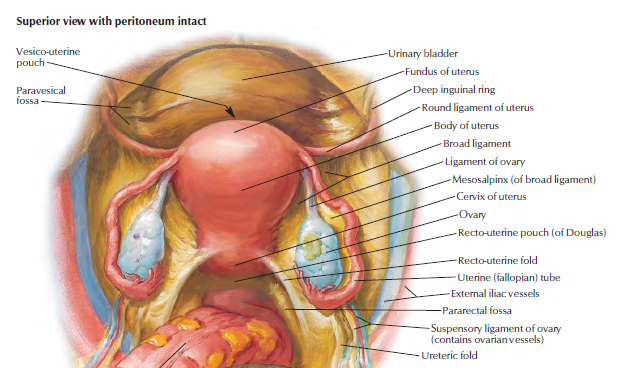 Superior view with peritoneum intact
Vesico-uterine
pouch
Paravesical
fossa
Urinary bladder
Fundus of uterus
Deep inguinal ring
Round ligament of uterus
Body of uterus
Broad ligament
Ligament of ovary
Mesosalpinx (of broad ligament)
Cervix of uterus
Ovary
Recto-uterine pouch (of Douglas)
Recto-uterine fold
Uterine (fallopian) tube
External iliac vessels
Pararectal fossa
Suspensory ligament of ovary
(contains ovarian vessels)
Ureteric fold